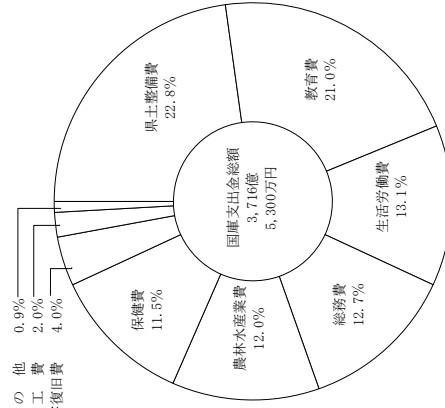 の 他 0.9%
工 費 2.0%
復旧費 4.0%
県土整備費
22.8%
教育費
21.0%
生活労働費
13.1%
総務費
12.7%
農林水産業費
12.0%
保健費
11.5%
国庫支出金総額
3,716億
5,300万円